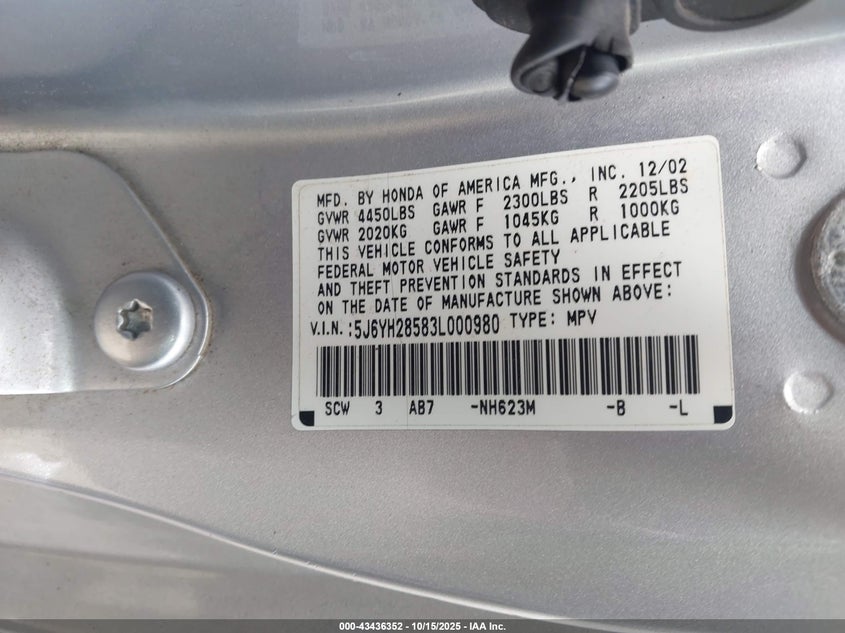 MFD. BY HONDA OF AMERICA MFG., INC. 12/02
GVWR 4450LBS GAWR F 2300LBS R 2205LBS
GVWR 2020KG GAWR F 1045KG R 1000KG
THIS VEHICLE CONFORMS TO ALL APPLICABLE
FEDERAL MOTOR VEHICLE SAFETY
AND THEFT PREVENTION STANDARDS IN EFFECT
ON THE DATE OF MANUFACTURE SHOWN ABOVE:
V.I.N.:5J6YH28583L000980 TYPE: MPV
SCW 3 AB7 -NH623M -B -L
000-43436352 | 10/15/2025 - IAA Inc.